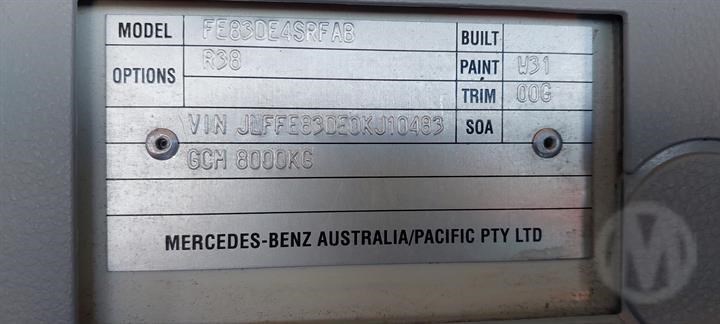 MODEL FE83DE4SRFAB BUILT
OPTIONS R38 PAINT W31
TRIM 00G
VIN JLFFE83DE0KJ10483 SOA
GCM 8000KG
MERCEDES-BENZ AUSTRALIA/PACIFIC PTY LTD
M